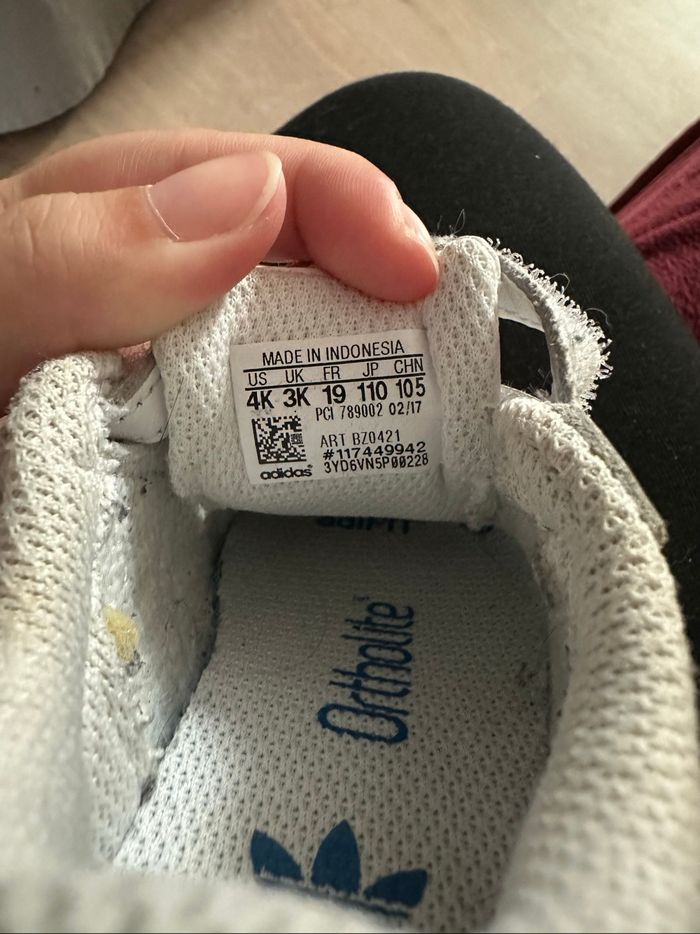 MADE IN INDONESIA
US UK FR JP CHN
4K 3K 19 110 105
PCI 789002 02/17
ART BZ0421
#117449942
adidas® 3YD6VN5P00228
adiFIT
Ortholite